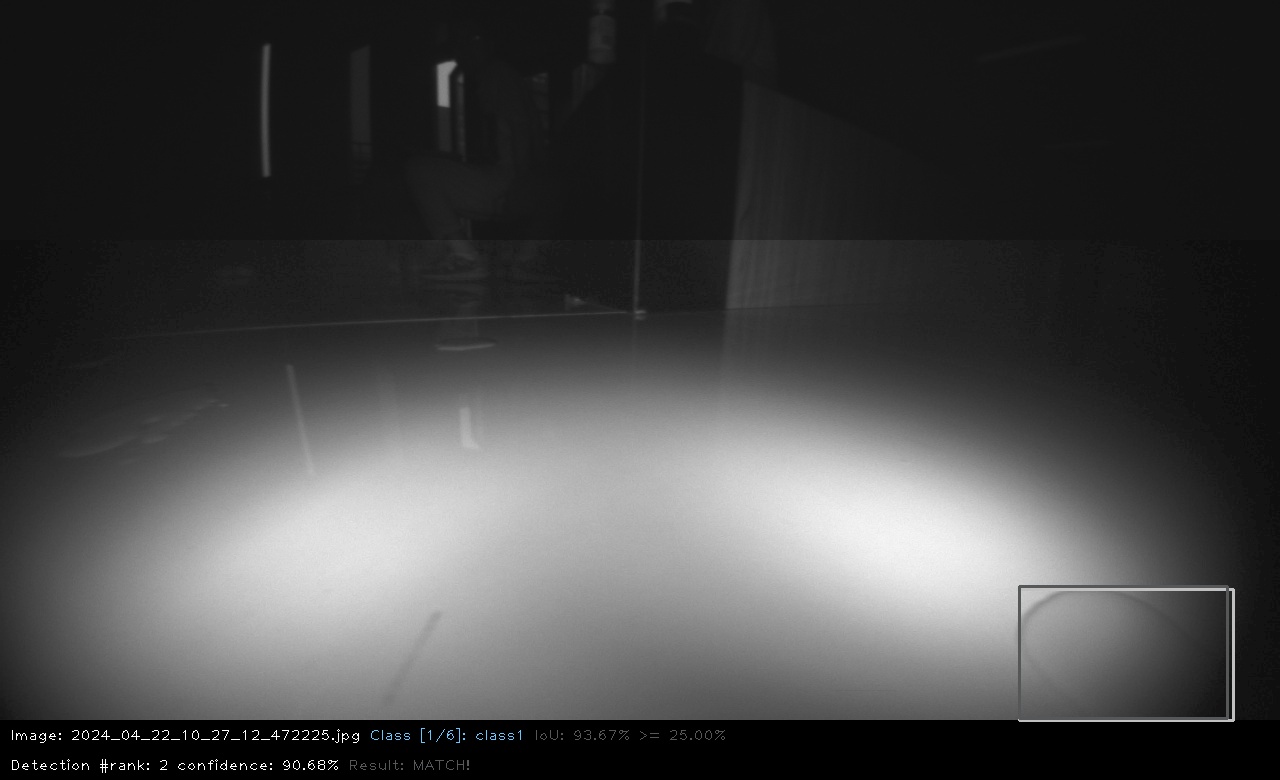 Image: 2024_04_22_10_27_12_472225.jpg Class [1/6]: class1 IoU: 93.67% >= 25.00%
Detection #rank: 2 confidence: 90.68% Result: MATCH!